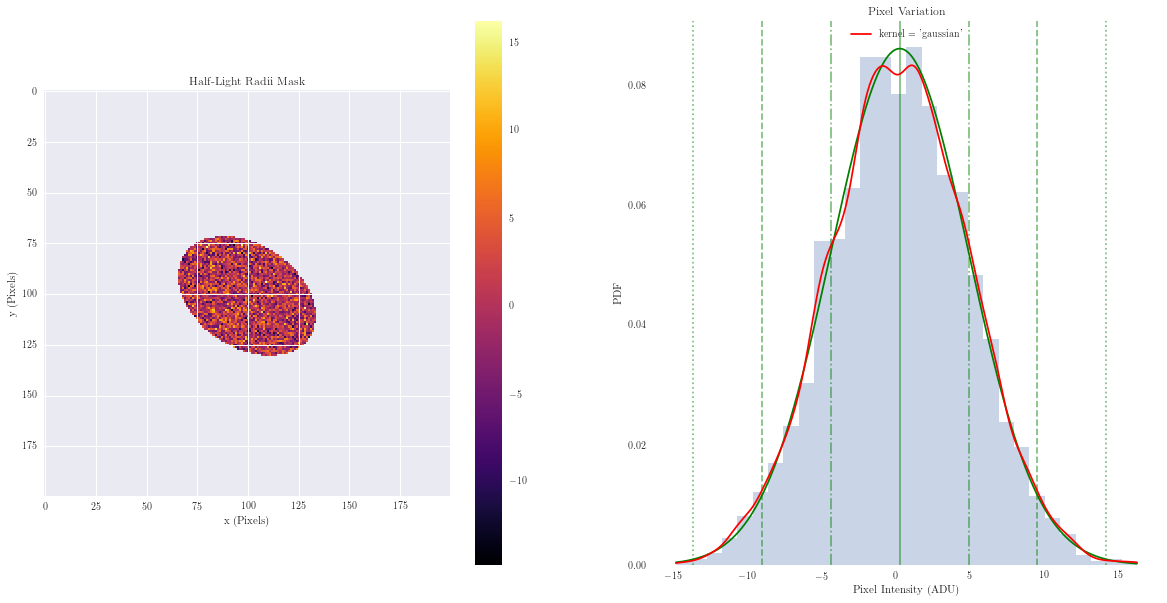 Half-Light Radii Mask
0
25
50
75
100
125
150
175
y (Pixels)
0 25 50 75 100 125 150 175
x (Pixels)
15
10
5
0
−5
−10
Pixel Variation
kernel = 'gaussian'
0.08
0.06
0.04
0.02
0.00
PDF
−15 −10 −5 0 5 10 15
Pixel Intensity (ADU)